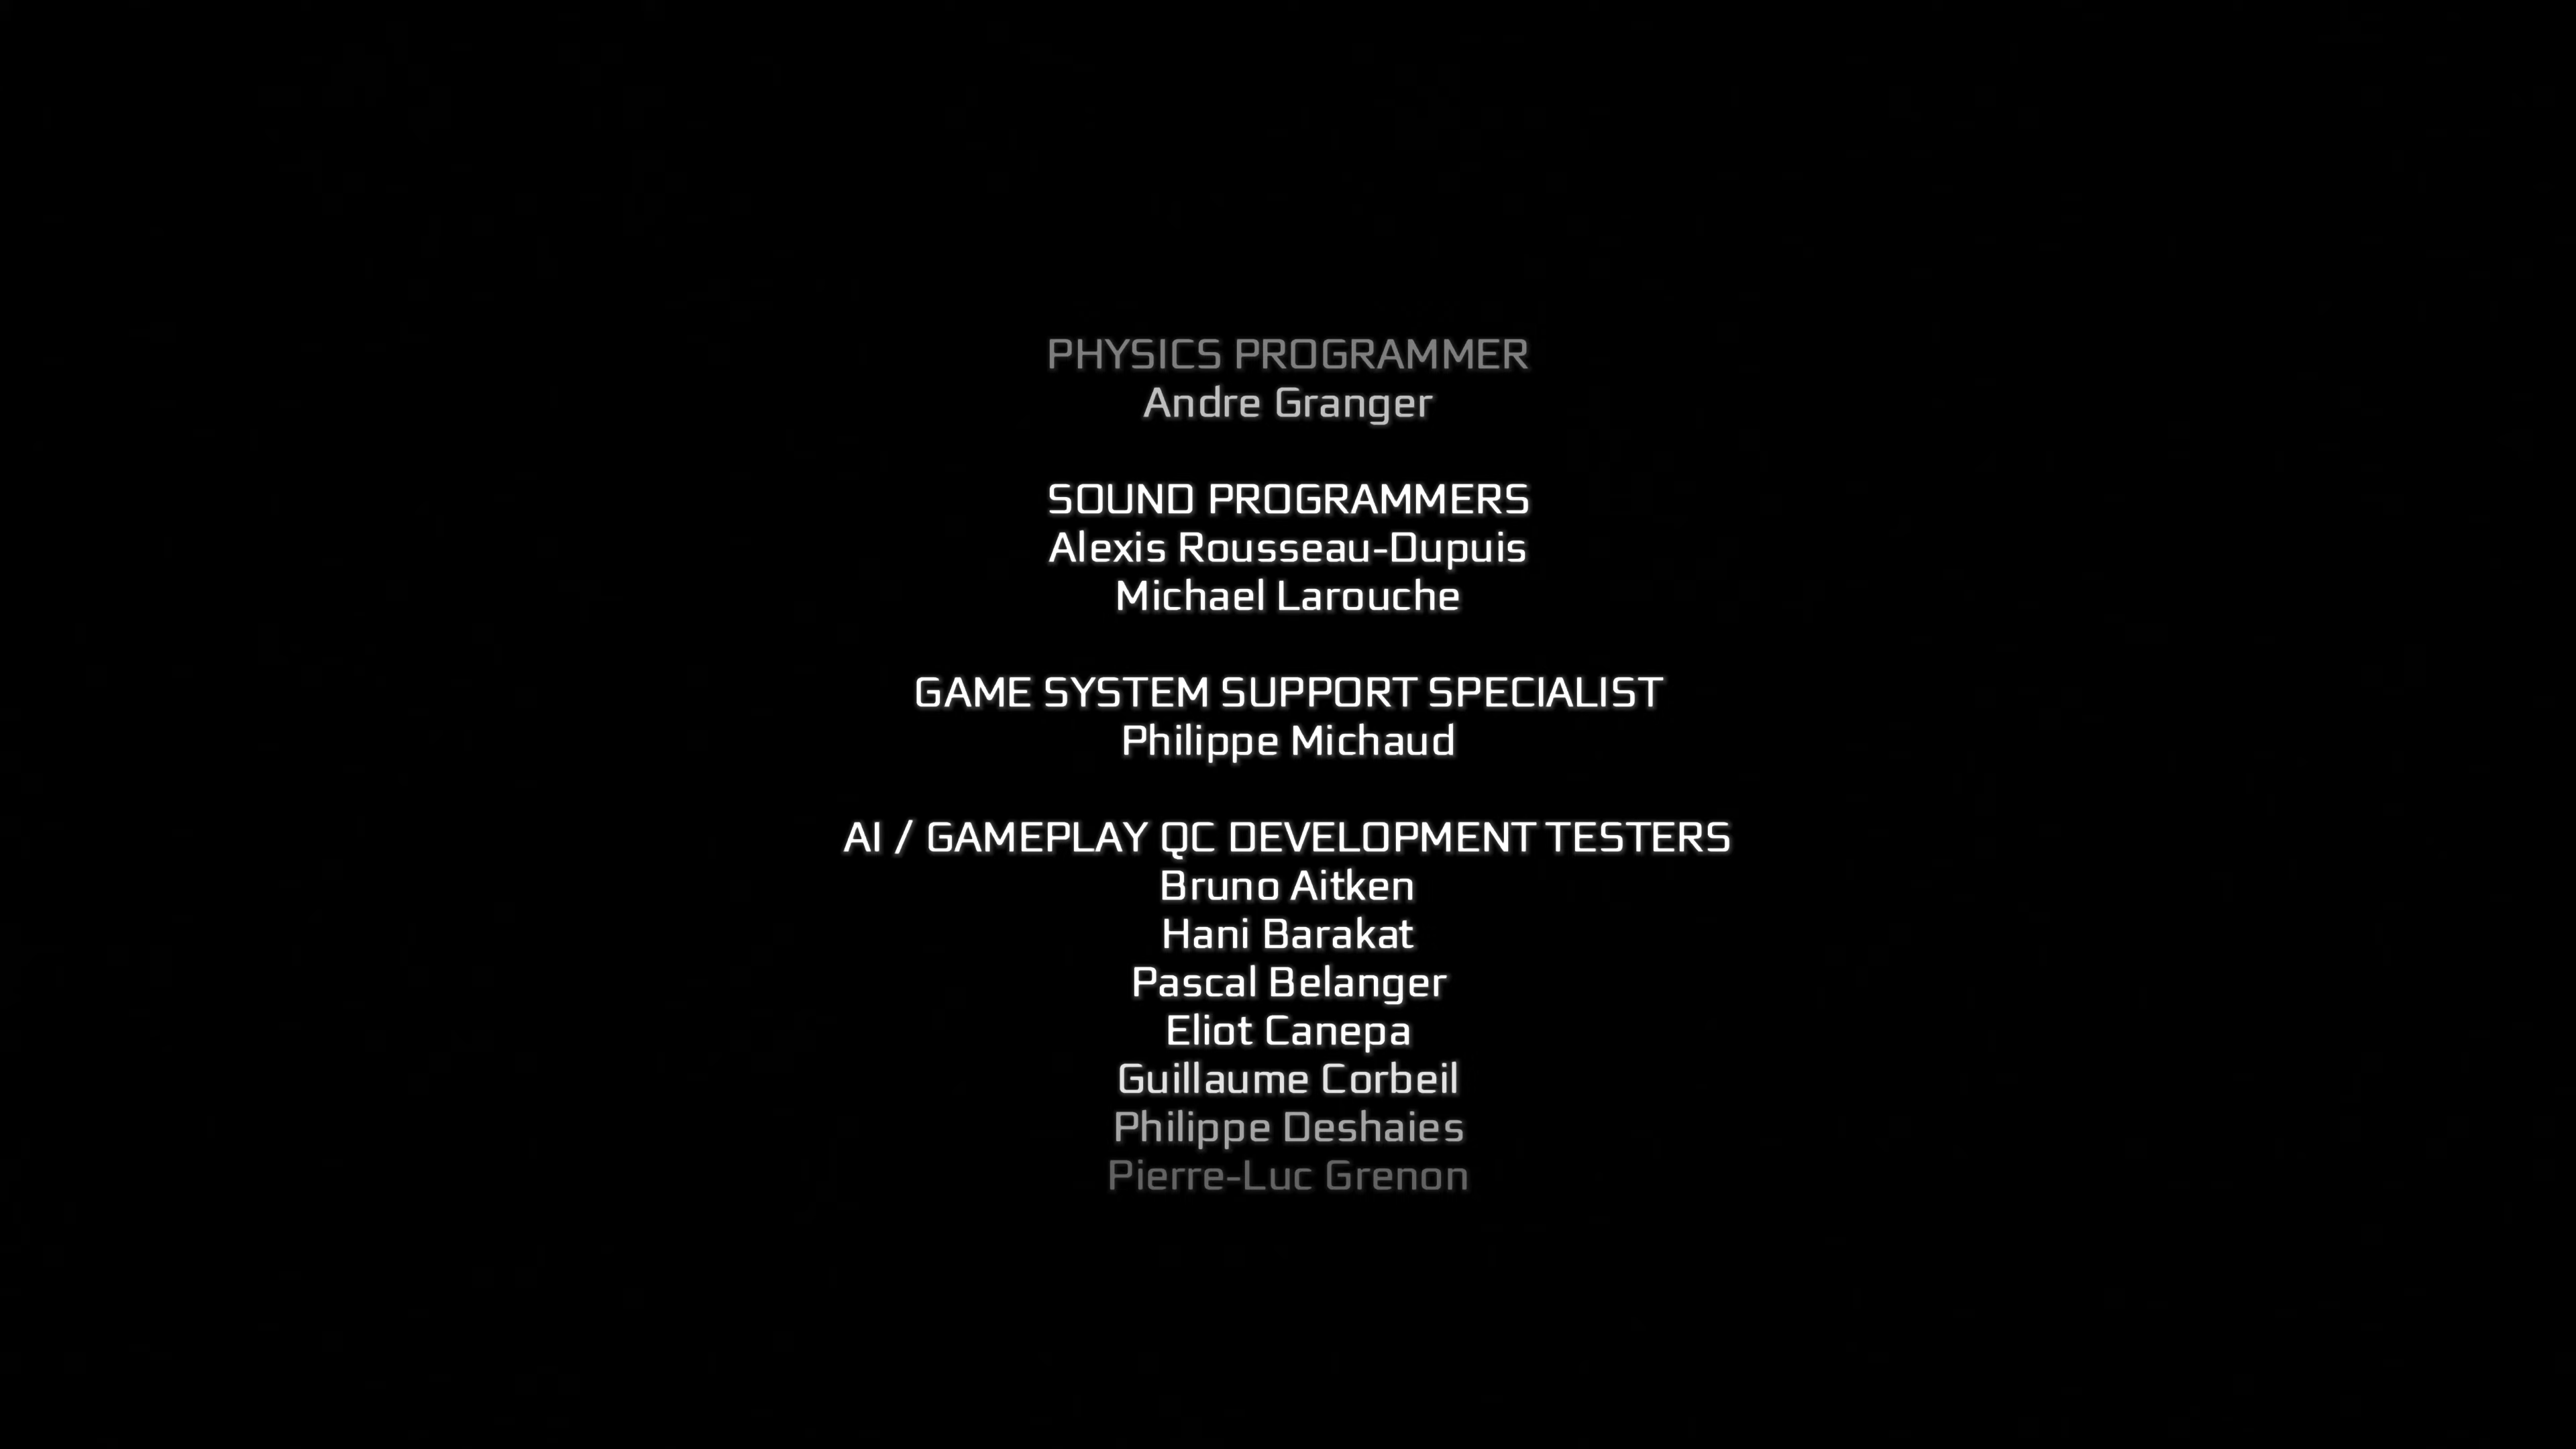 PHYSICS PROGRAMMER
Andre Granger
SOUND PROGRAMMERS
Alexis Rousseau-Dupuis
Michael Larouche
GAME SYSTEM SUPPORT SPECIALIST
Philippe Michaud
AI / GAMEPLAY QC DEVELOPMENT TESTERS
Bruno Aitken
Hani Barakat
Pascal Belanger
Eliot Canepa
Guillaume Corbeil
Philippe Deshaies
Pierre-Luc Grenon